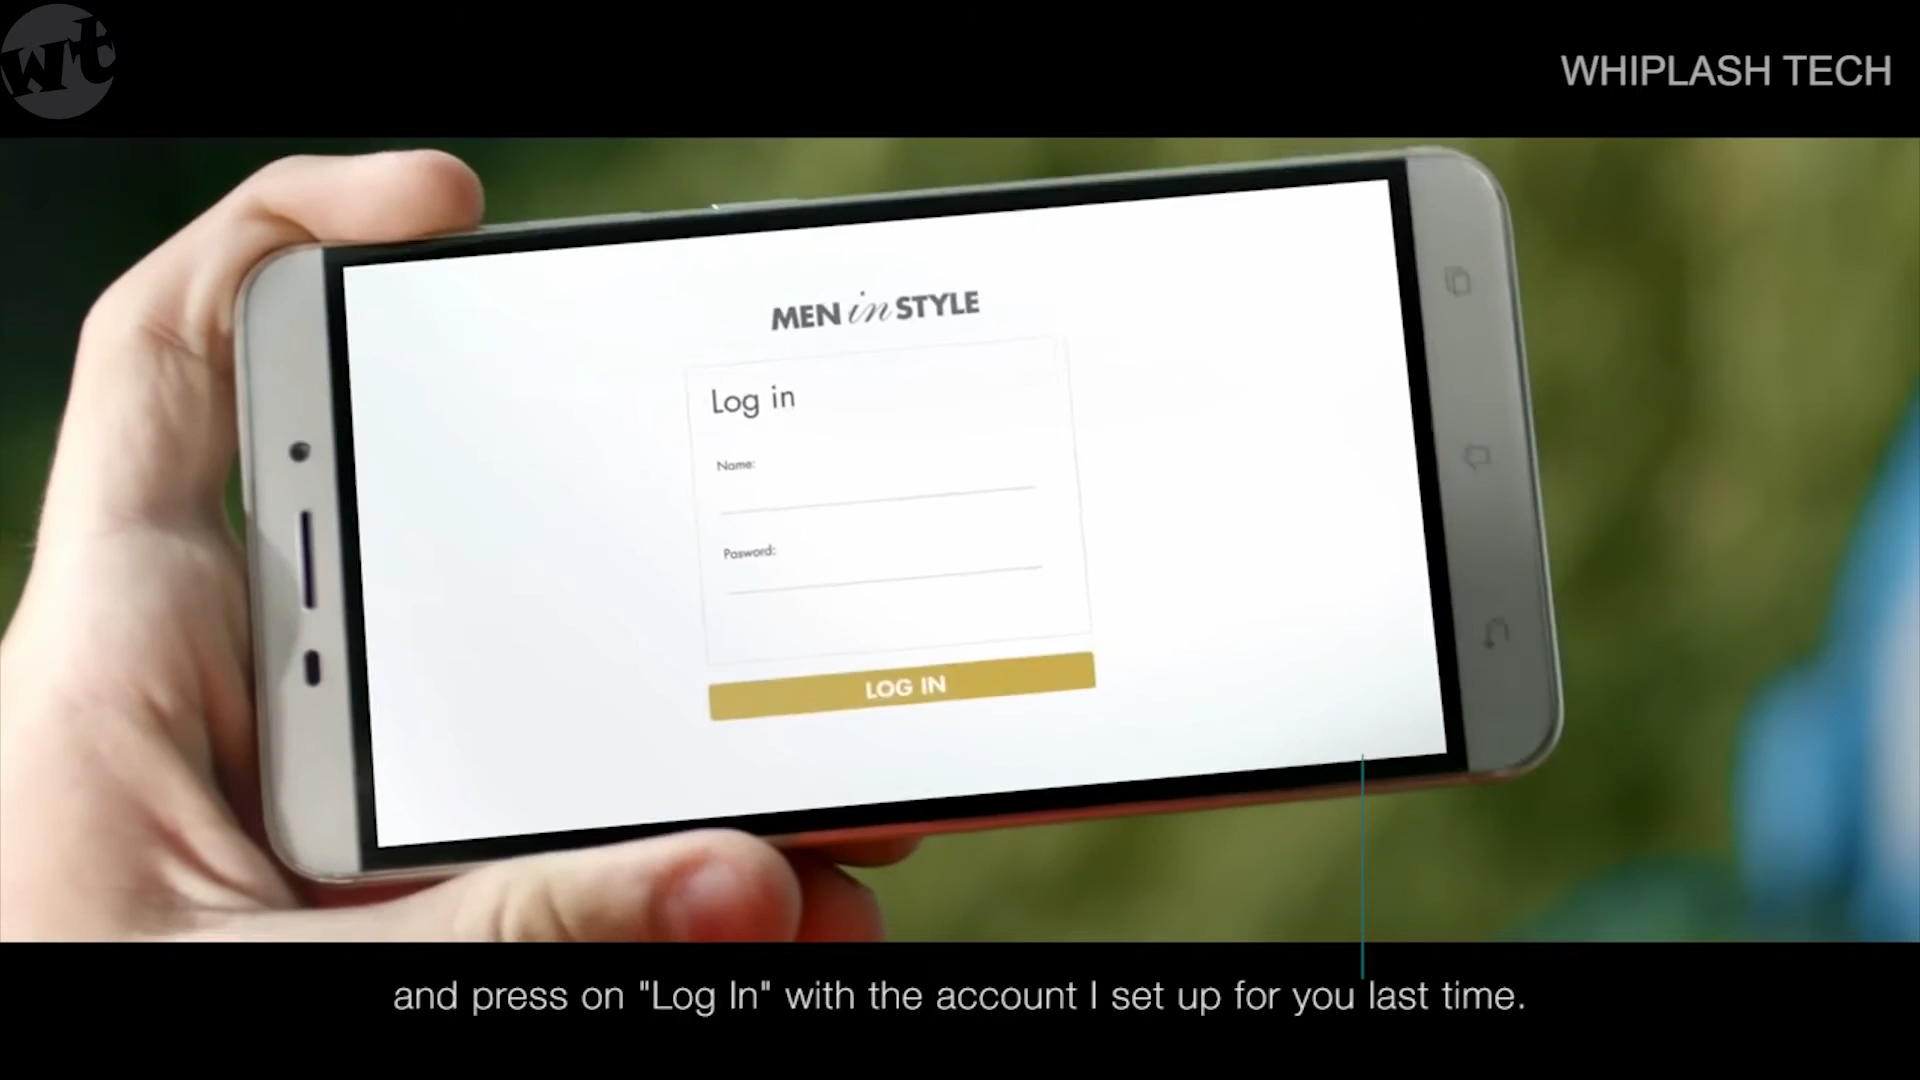 wt
WHIPLASH TECH
MEN in STYLE
Log in
Name:
Pasword:
LOG IN
and press on "Log In" with the account I set up for you last time.